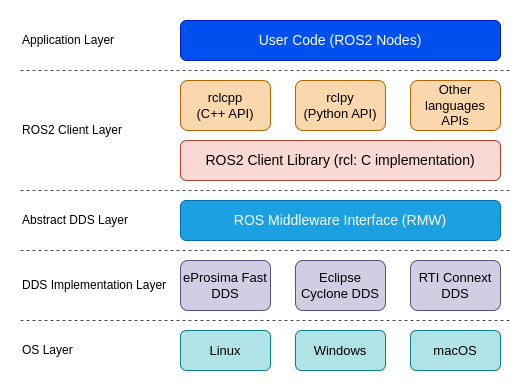 Application Layer
User Code (ROS2 Nodes)
ROS2 Client Layer
rclcpp
(C++ API)
rclpy
(Python API)
Other
languages
APIs
ROS2 Client Library (rcl: C implementation)
Abstract DDS Layer
ROS Middleware Interface (RMW)
DDS Implementation Layer
eProsima Fast
DDS
Eclipse
Cyclone DDS
RTI Connext
DDS
OS Layer
Linux
Windows
macOS